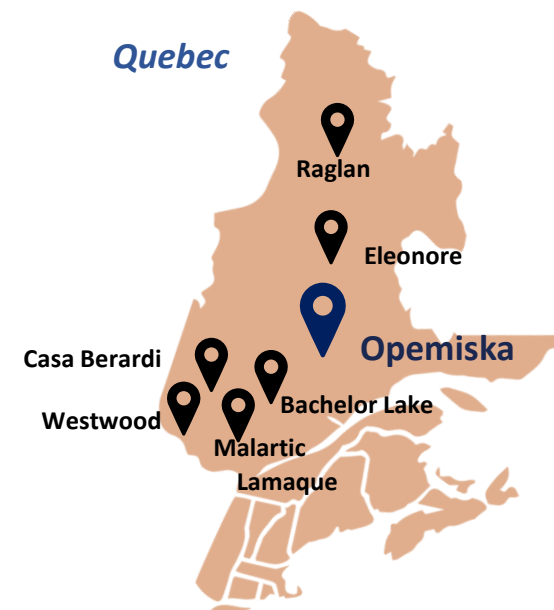 Quebec
Raglan
Eleonore
Opemiska
Casa Berardi
Bachelor Lake
Westwood
Malartic
Lamaque